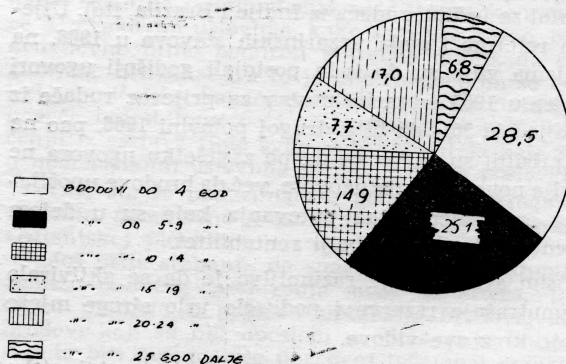 17,0
6,8
28,5
7,7
14,9
25,1
BRODOVI DO 4 GOD
-"- OD 5-9 -"-
-"- -"- 10-14 -"-
-"- -"- 15-19 -"-
-"- -"- 20-24 -"-
-"- -"- 25 GOD DALJE